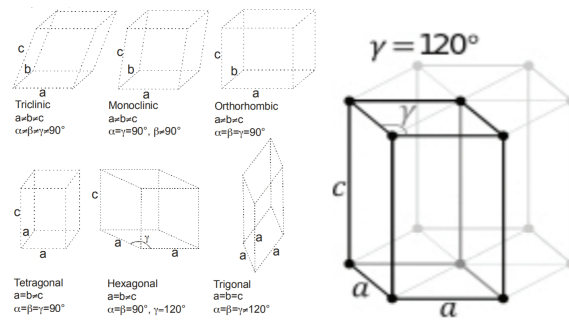 c
b
a
Triclinic
a≠b≠c
α≠β≠γ≠90°
c
b
a
Monoclinic
a≠b≠c
α=γ=90°, β≠90°
c
b
a
Orthorhombic
a≠b≠c
α=β=γ=90°
c
a
a
Tetragonal
a=b≠c
α=β=γ=90°
c
a
γ
a
Hexagonal
a=b≠c
α=β=90°, γ=120°
a
a
a
Trigonal
a=b=c
α=β=γ≠120°
γ = 120°
γ
c
a
a